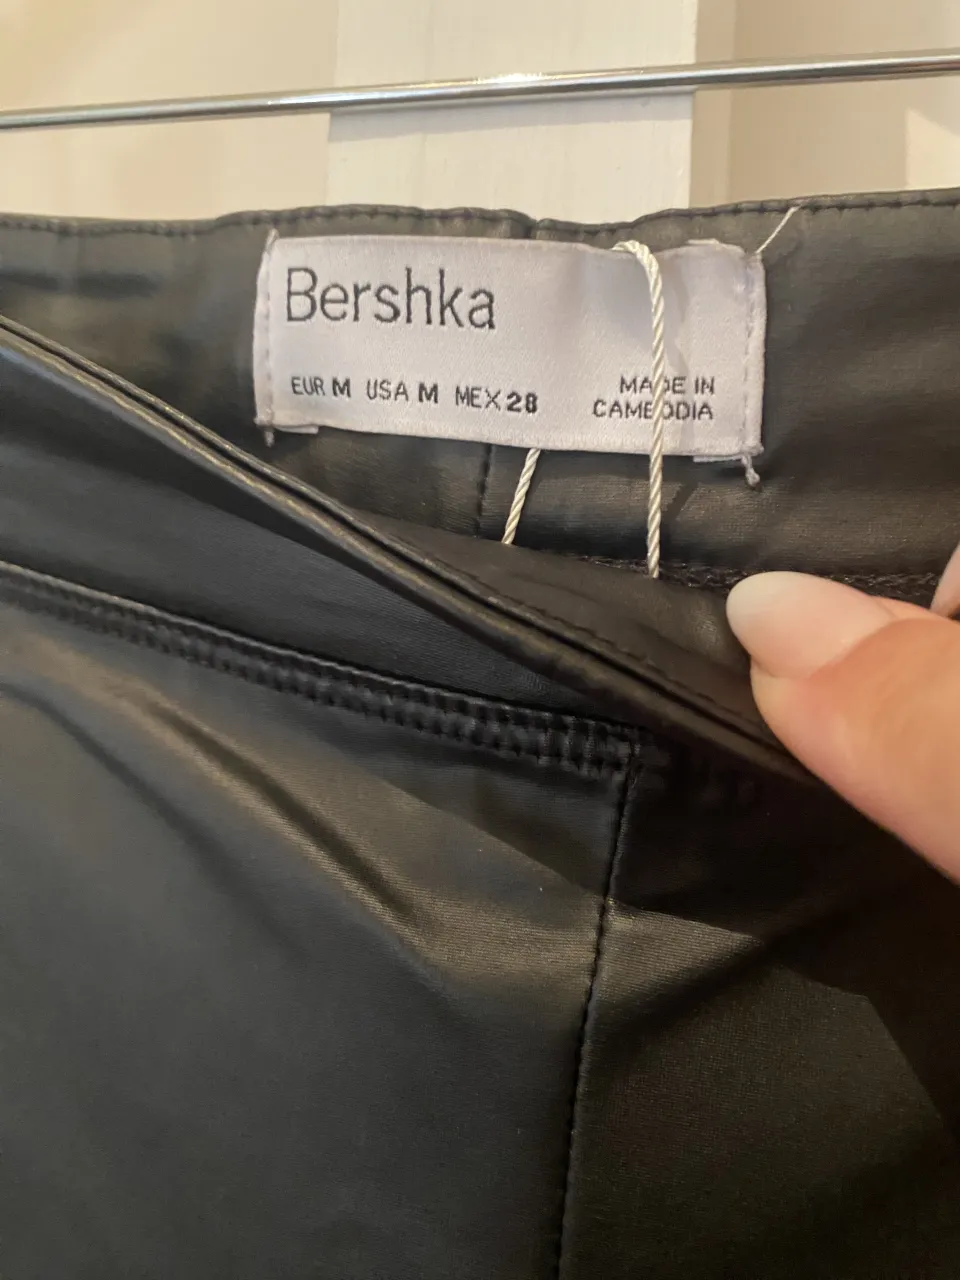 Bershka
EUR M USA M MEX 28
MADE IN
CAMBODIA